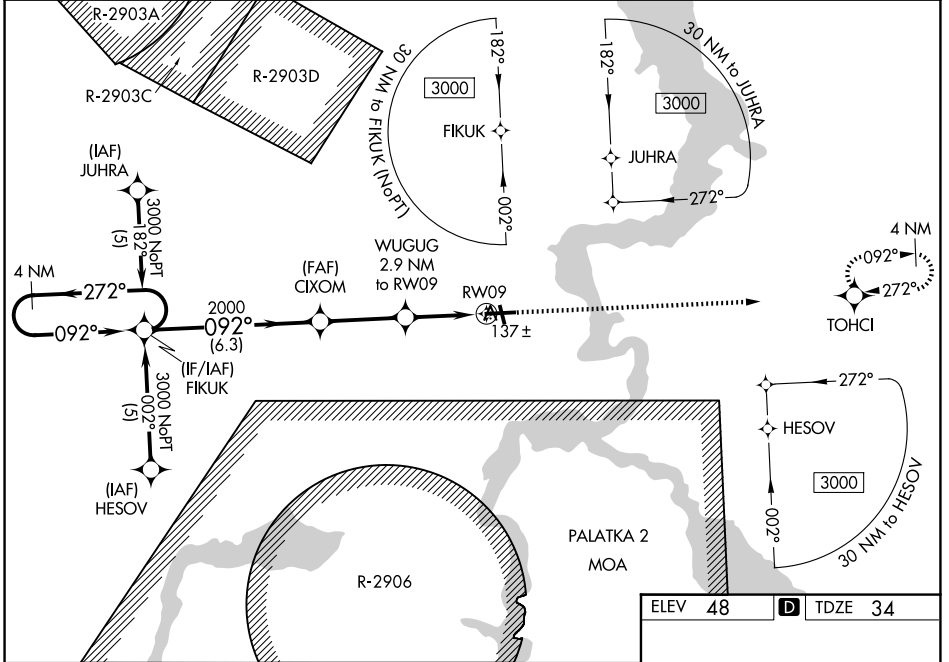 R-2903A
R-2903C
R-2903D
30 NM to FIKUK (NoPT)
182°
3000
FIKUK
002°
30 NM to JUHRA
182°
3000
JUHRA
272°
(IAF)
JUHRA
3000 NoPT
182°
(5)
4 NM
272°
092°
2000
092°
(6.3)
(IF/IAF)
FIKUK
3000 NoPT
002°
(5)
(IAF)
HESOV
(FAF)
CIXOM
WUGUG
2.9 NM
to RW09
RW09
137 ±
4 NM
092°
272°
TOHCI
272°
HESOV
3000
002°
30 NM to HESOV
PALATKA 2
MOA
R-2906
ELEV 48 D TDZE 34